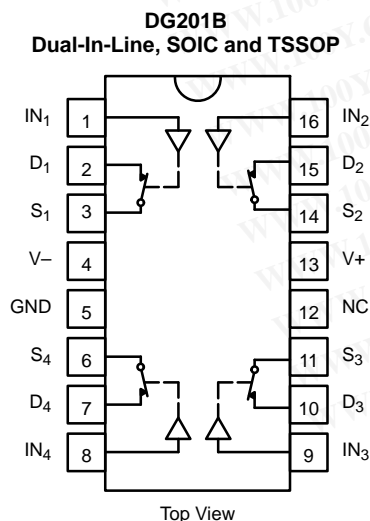 DG201B
Dual-In-Line, SOIC and TSSOP
IN1 1 16 IN2
D1 2 15 D2
S1 3 14 S2
V– 4 13 V+
GND 5 12 NC
S4 6 11 S3
D4 7 10 D3
IN4 8 9 IN3
Top View